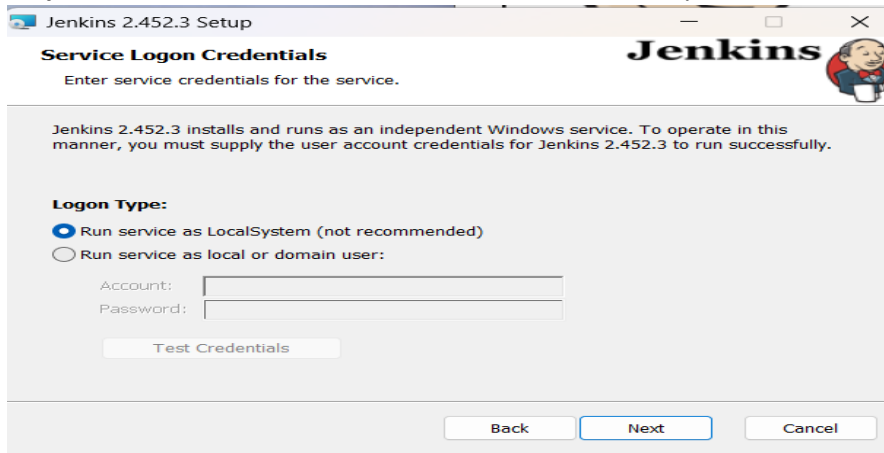 Jenkins 2.452.3 Setup
Service Logon Credentials
Jenkins
Enter service credentials for the service.
Jenkins 2.452.3 installs and runs as an independent Windows service. To operate in this
manner, you must supply the user account credentials for Jenkins 2.452.3 to run successfully.
Logon Type:
Run service as LocalSystem (not recommended)
Run service as local or domain user:
Account:
Password:
Test Credentials
Back Next Cancel